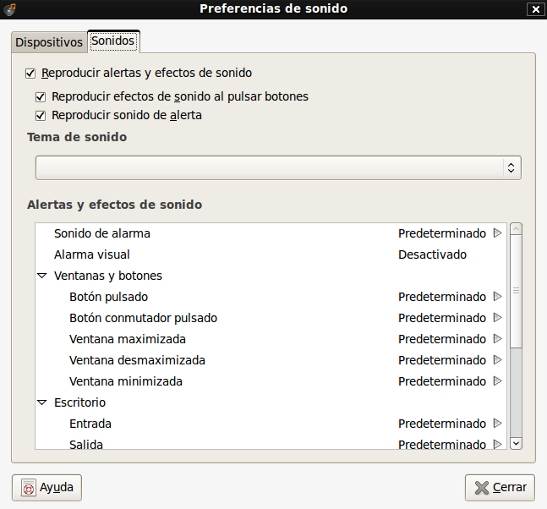 Preferencias de sonido
Dispositivos Sonidos
Reproducir alertas y efectos de sonido
Reproducir efectos de sonido al pulsar botones
Reproducir sonido de alerta
Tema de sonido
Alertas y efectos de sonido
Sonido de alarma Predeterminado
Alarma visual Desactivado
Ventanas y botones
Botón pulsado Predeterminado
Botón conmutador pulsado Predeterminado
Ventana maximizada Predeterminado
Ventana desmaximizada Predeterminado
Ventana minimizada Predeterminado
Escritorio
Entrada Predeterminado
Salida Predeterminado
Ayuda Cerrar